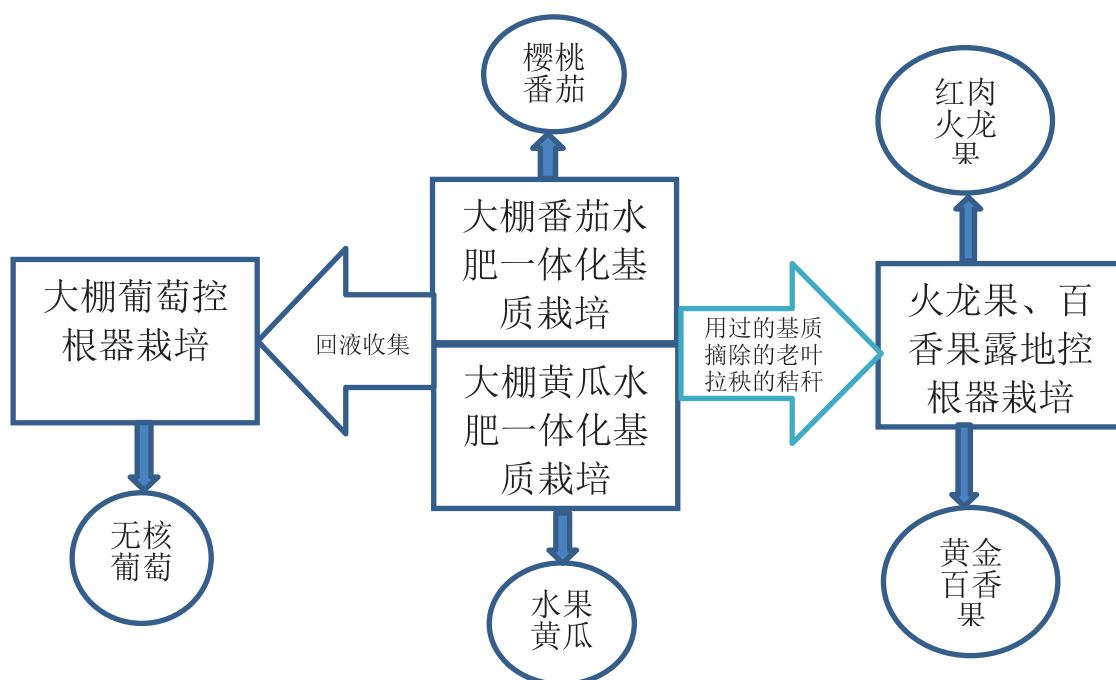 樱桃
番茄
红肉
火龙
果
大棚番茄水
肥一体化基
质栽培
大棚葡萄控
根器栽培
回液收集
用过的基质
摘除的老叶
拉秧的秸秆
火龙果、百
香果露地控
根器栽培
大棚黄瓜水
肥一体化基
质栽培
无核
葡萄
水果
黄瓜
黄金
百香
果